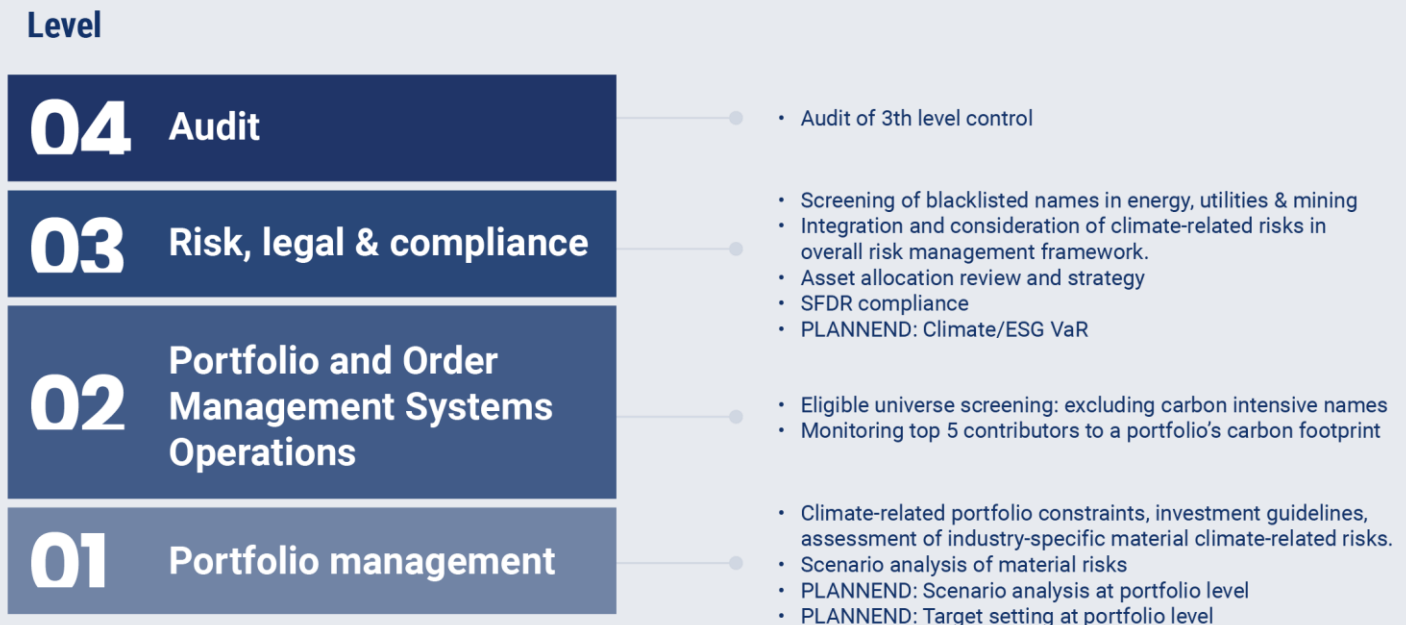 Level
04 Audit
• Audit of 3th level control
03 Risk, legal & compliance
• Screening of blacklisted names in energy, utilities & mining
• Integration and consideration of climate-related risks in
overall risk management framework.
• Asset allocation review and strategy
• SFDR compliance
• PLANNEND: Climate/ESG VaR
02 Portfolio and Order
Management Systems
Operations
• Eligible universe screening: excluding carbon intensive names
• Monitoring top 5 contributors to a portfolio's carbon footprint
01 Portfolio management
• Climate-related portfolio constraints, investment guidelines,
assessment of industry-specific material climate-related risks.
• Scenario analysis of material risks
• PLANNEND: Scenario analysis at portfolio level
• PLANNEND: Target setting at portfolio level